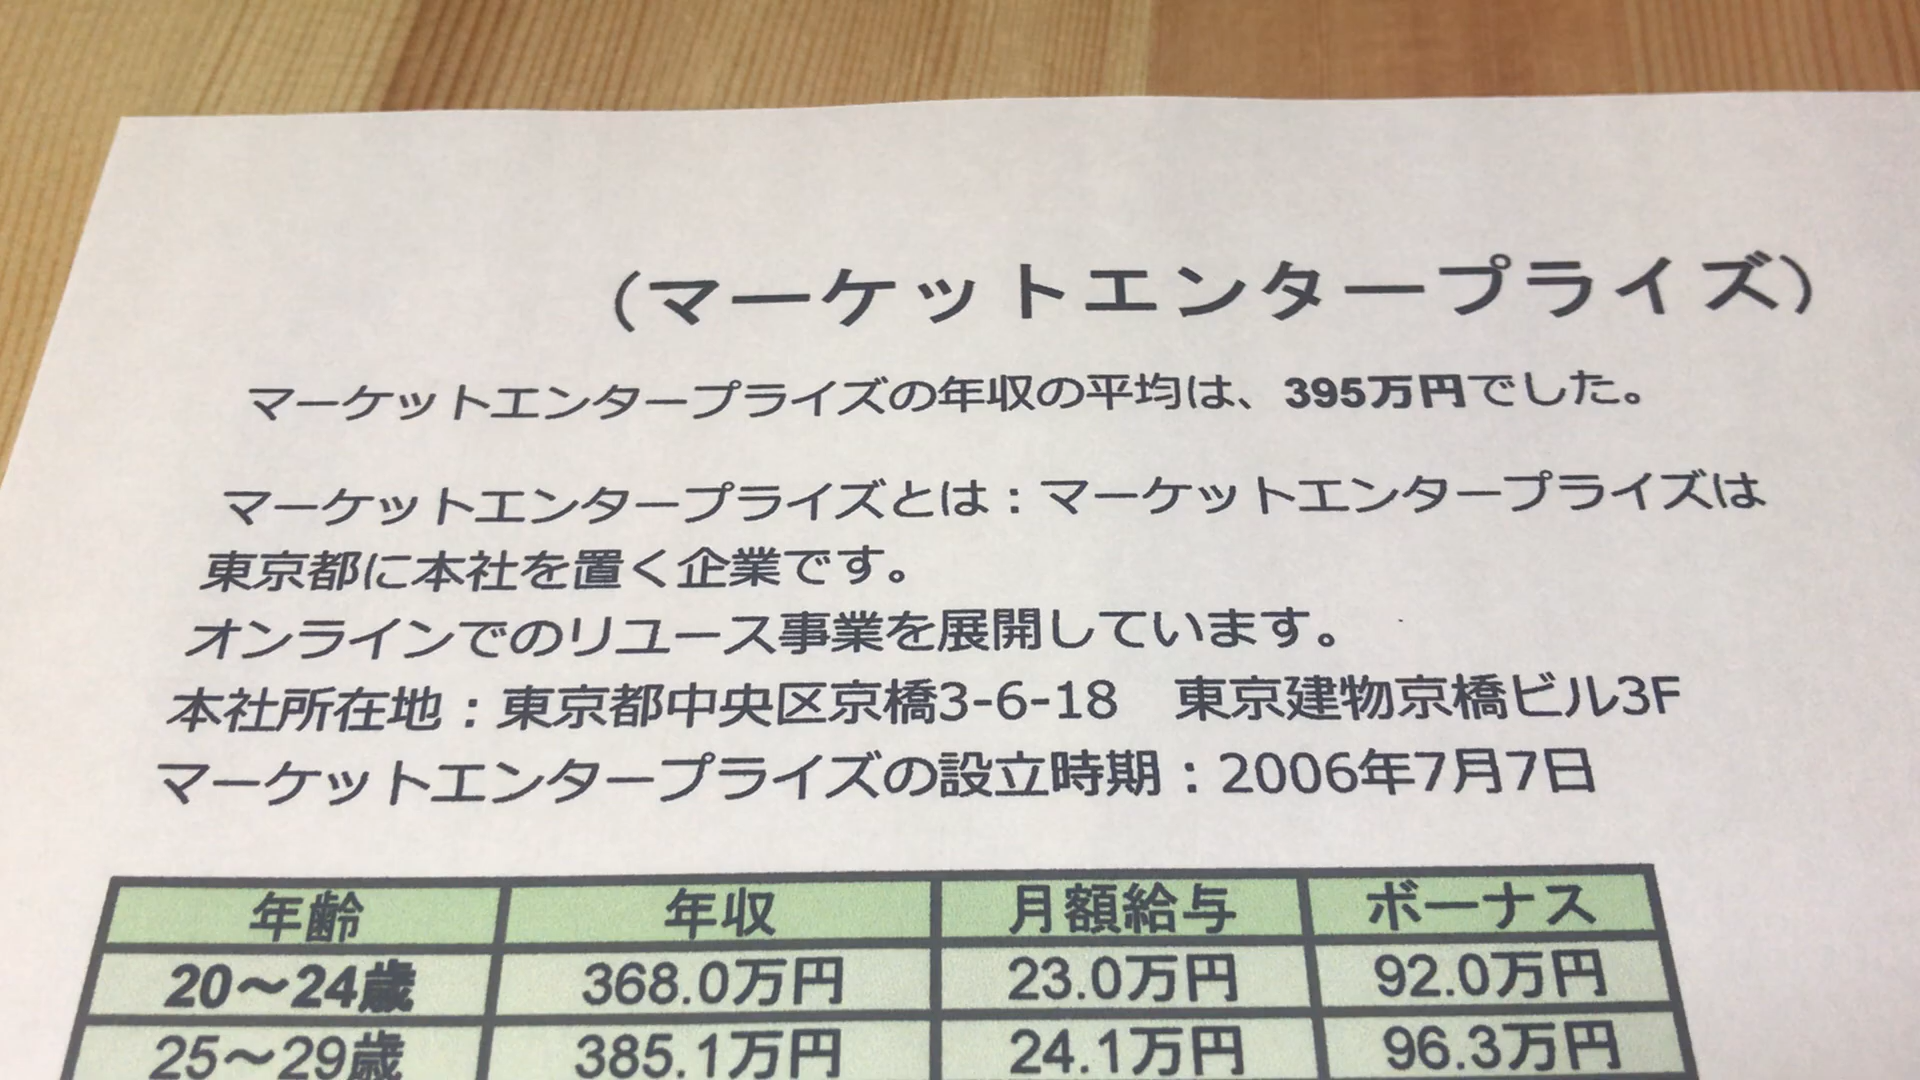 （マーケットエンタープライズ）
マーケットエンタープライズの年収の平均は、395万円でした。
マーケットエンタープライズとは：マーケットエンタープライズは
東京都に本社を置く企業です。
オンラインでのリユース事業を展開しています。
本社所在地：東京都中央区京橋3-6-18　東京建物京橋ビル3F
マーケットエンタープライズの設立時期：2006年7月7日
年齢 年収 月額給与 ボーナス
20～24歳 368.0万円 23.0万円 92.0万円
25～29歳 385.1万円 24.1万円 96.3万円